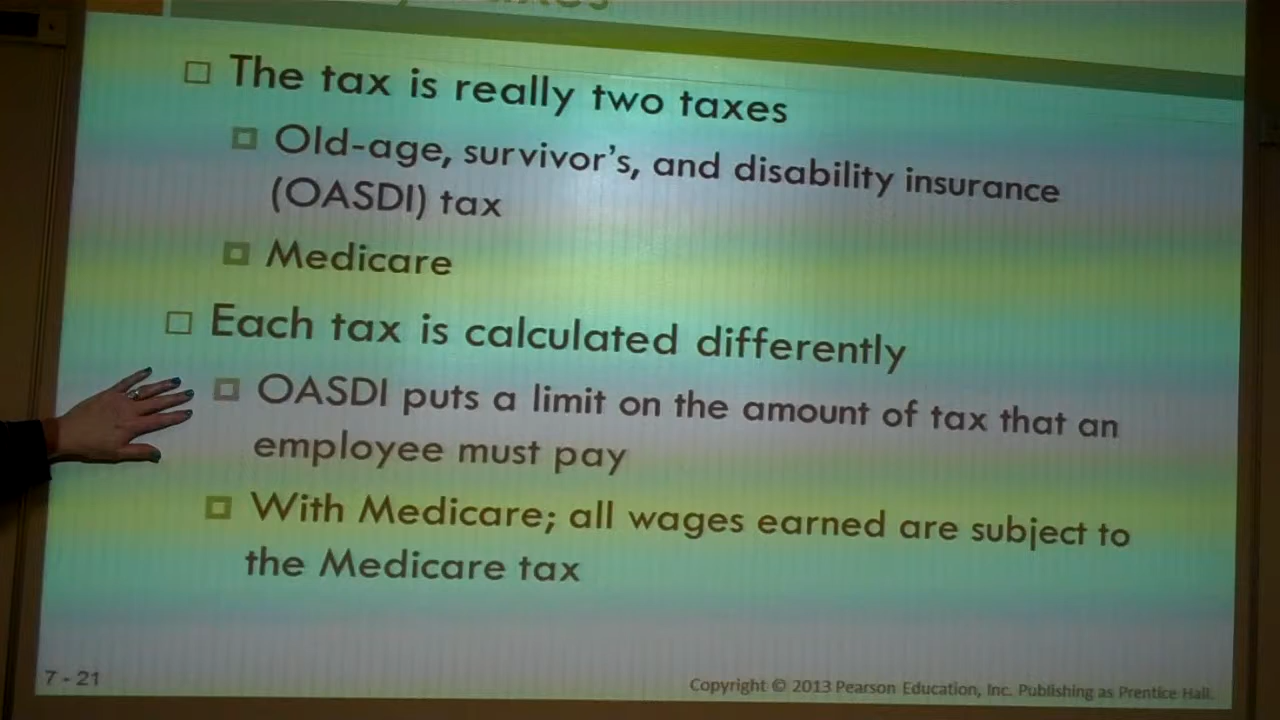 The tax is really two taxes
Old-age, survivor's, and disability insurance
(OASDI) tax
Medicare
Each tax is calculated differently
OASDI puts a limit on the amount of tax that an
employee must pay
With Medicare; all wages earned are subject to
the Medicare tax
7 - 21
Copyright © 2013 Pearson Education, Inc. Publishing as Prentice Hall.